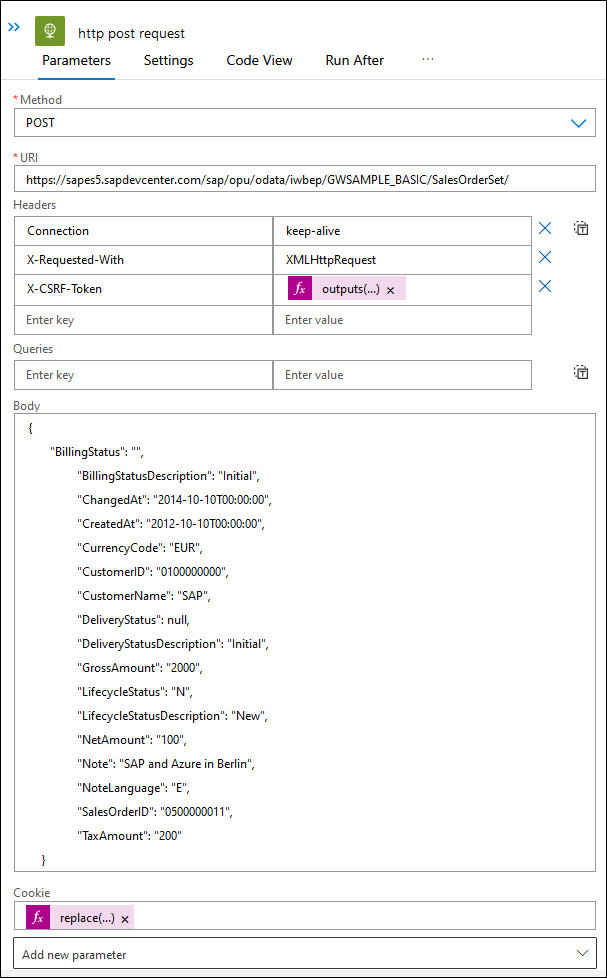 http post request
Parameters Settings Code View Run After ...
* Method
POST
* URI
https://sapes5.sapdevcenter.com/sap/opu/odata/iwbep/GWSAMPLE_BASIC/SalesOrderSet/
Headers
Connection keep-alive
X-Requested-With XMLHttpRequest
X-CSRF-Token fx outputs(...) ×
Enter key Enter value
Queries
Enter key Enter value
Body
{
"BillingStatus": "",
"BillingStatusDescription": "Initial",
"ChangedAt": "2014-10-10T00:00:00",
"CreatedAt": "2012-10-10T00:00:00",
"CurrencyCode": "EUR",
"CustomerID": "0100000000",
"CustomerName": "SAP",
"DeliveryStatus": null,
"DeliveryStatusDescription": "Initial",
"GrossAmount": "2000",
"LifecycleStatus": "N",
"LifecycleStatusDescription": "New",
"NetAmount": "100",
"Note": "SAP and Azure in Berlin",
"NoteLanguage": "E",
"SalesOrderID": "0500000011",
"TaxAmount": "200"
}
Cookie
fx replace(...) ×
Add new parameter